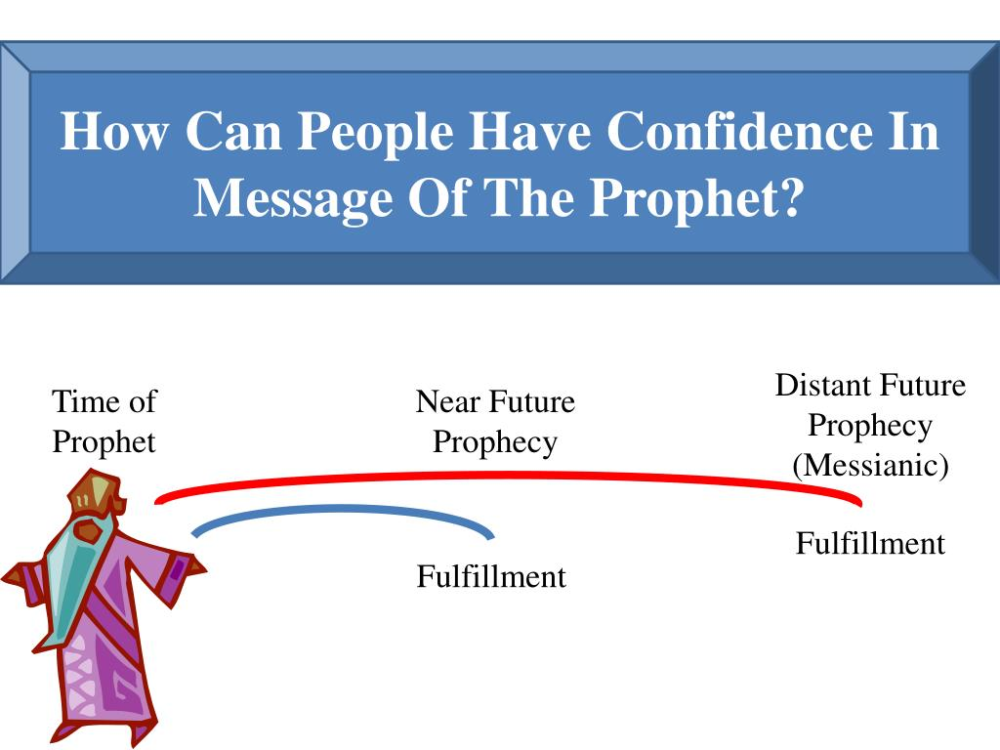 How Can People Have Confidence In
Message Of The Prophet?
Time of
Prophet
Near Future
Prophecy
Distant Future
Prophecy
(Messianic)
Fulfillment
Fulfillment